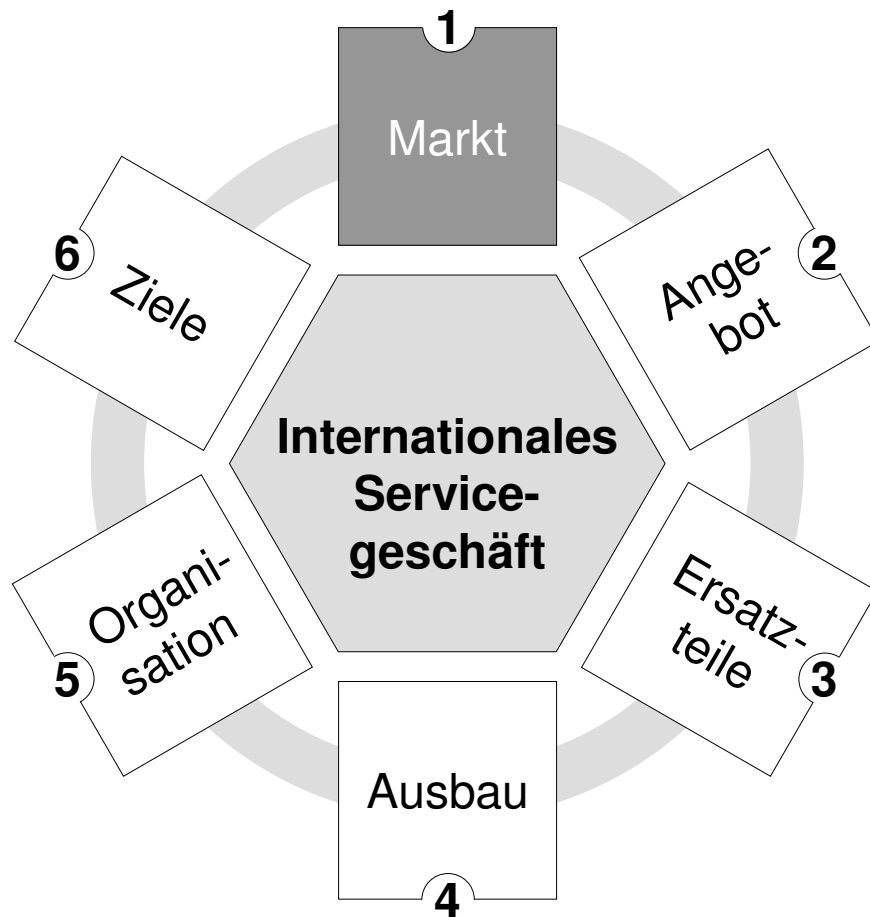 1
Markt
2
Ange-
bot
3
Ersatz-
teile
4
Ausbau
5
Organi-
sation
6
Ziele
Internationales
Service-
geschäft